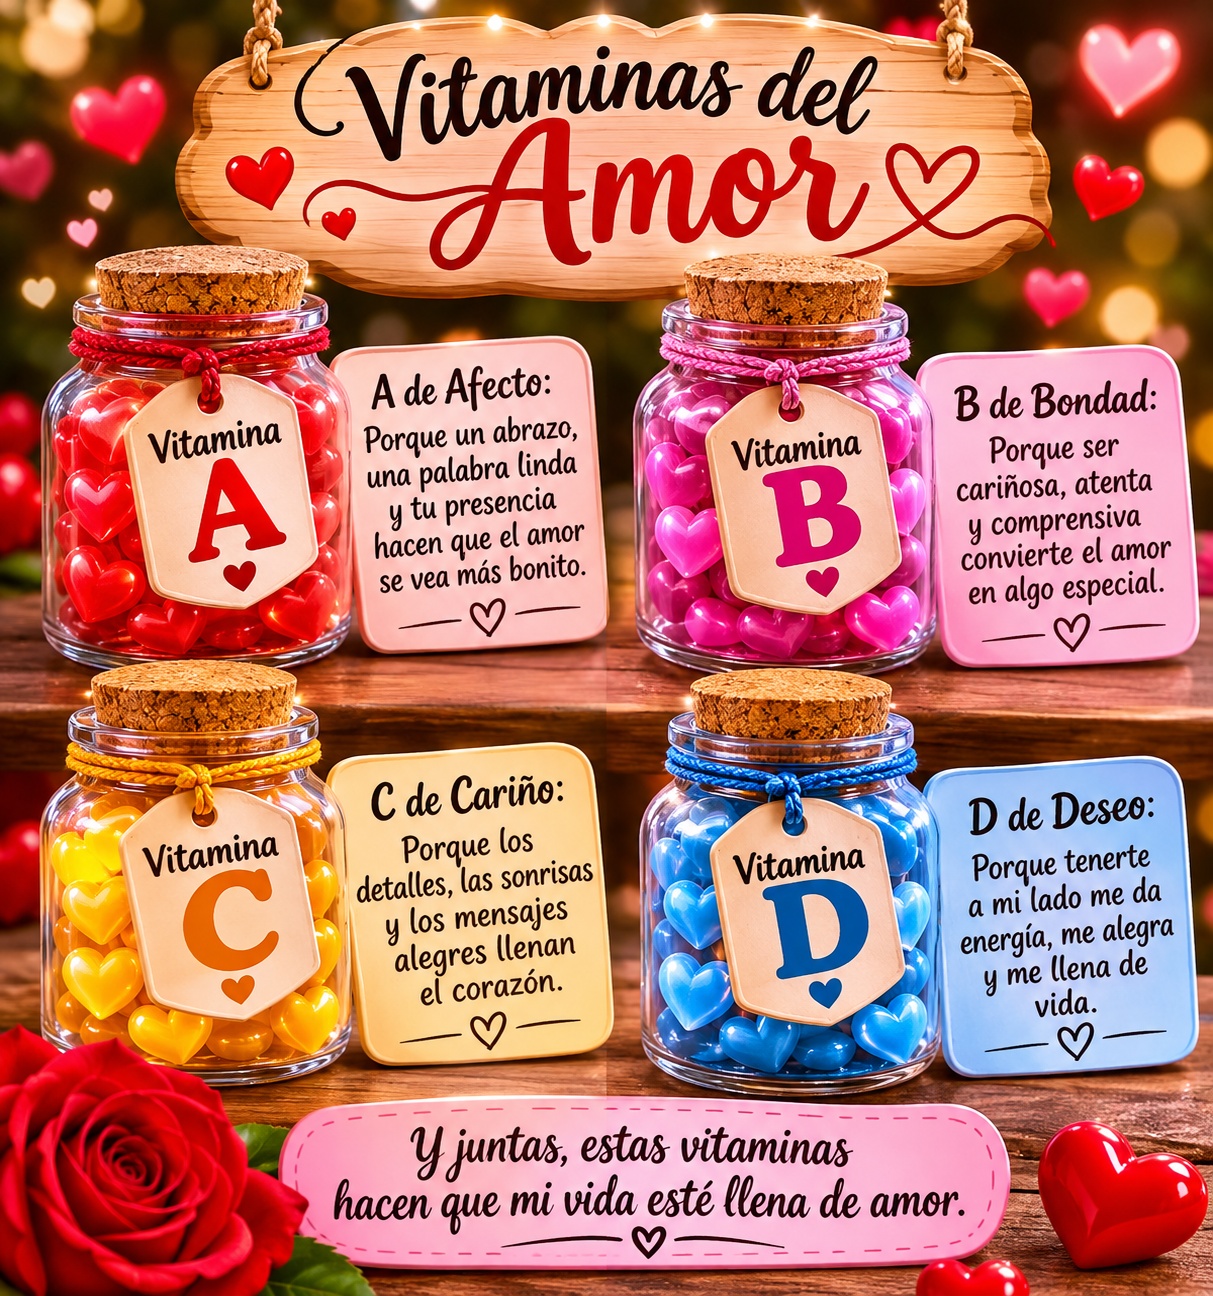 Vitaminas del
Amor
Vitamina
A
A de Afecto:
Porque un abrazo,
una palabra linda
y tu presencia
hacen que el amor
se vea más bonito.
Vitamina
B
B de Bondad:
Porque ser
cariñosa, atenta
y comprensiva
convierte el amor
en algo especial.
Vitamina
C
C de Cariño:
Porque los
detalles, las sonrisas
y los mensajes
alegres llenan
el corazón.
Vitamina
D
D de Deseo:
Porque tenerte
a mi lado me da
energía, me alegra
y me llena de
vida.
Y juntas, estas vitaminas
hacen que mi vida esté llena de amor.